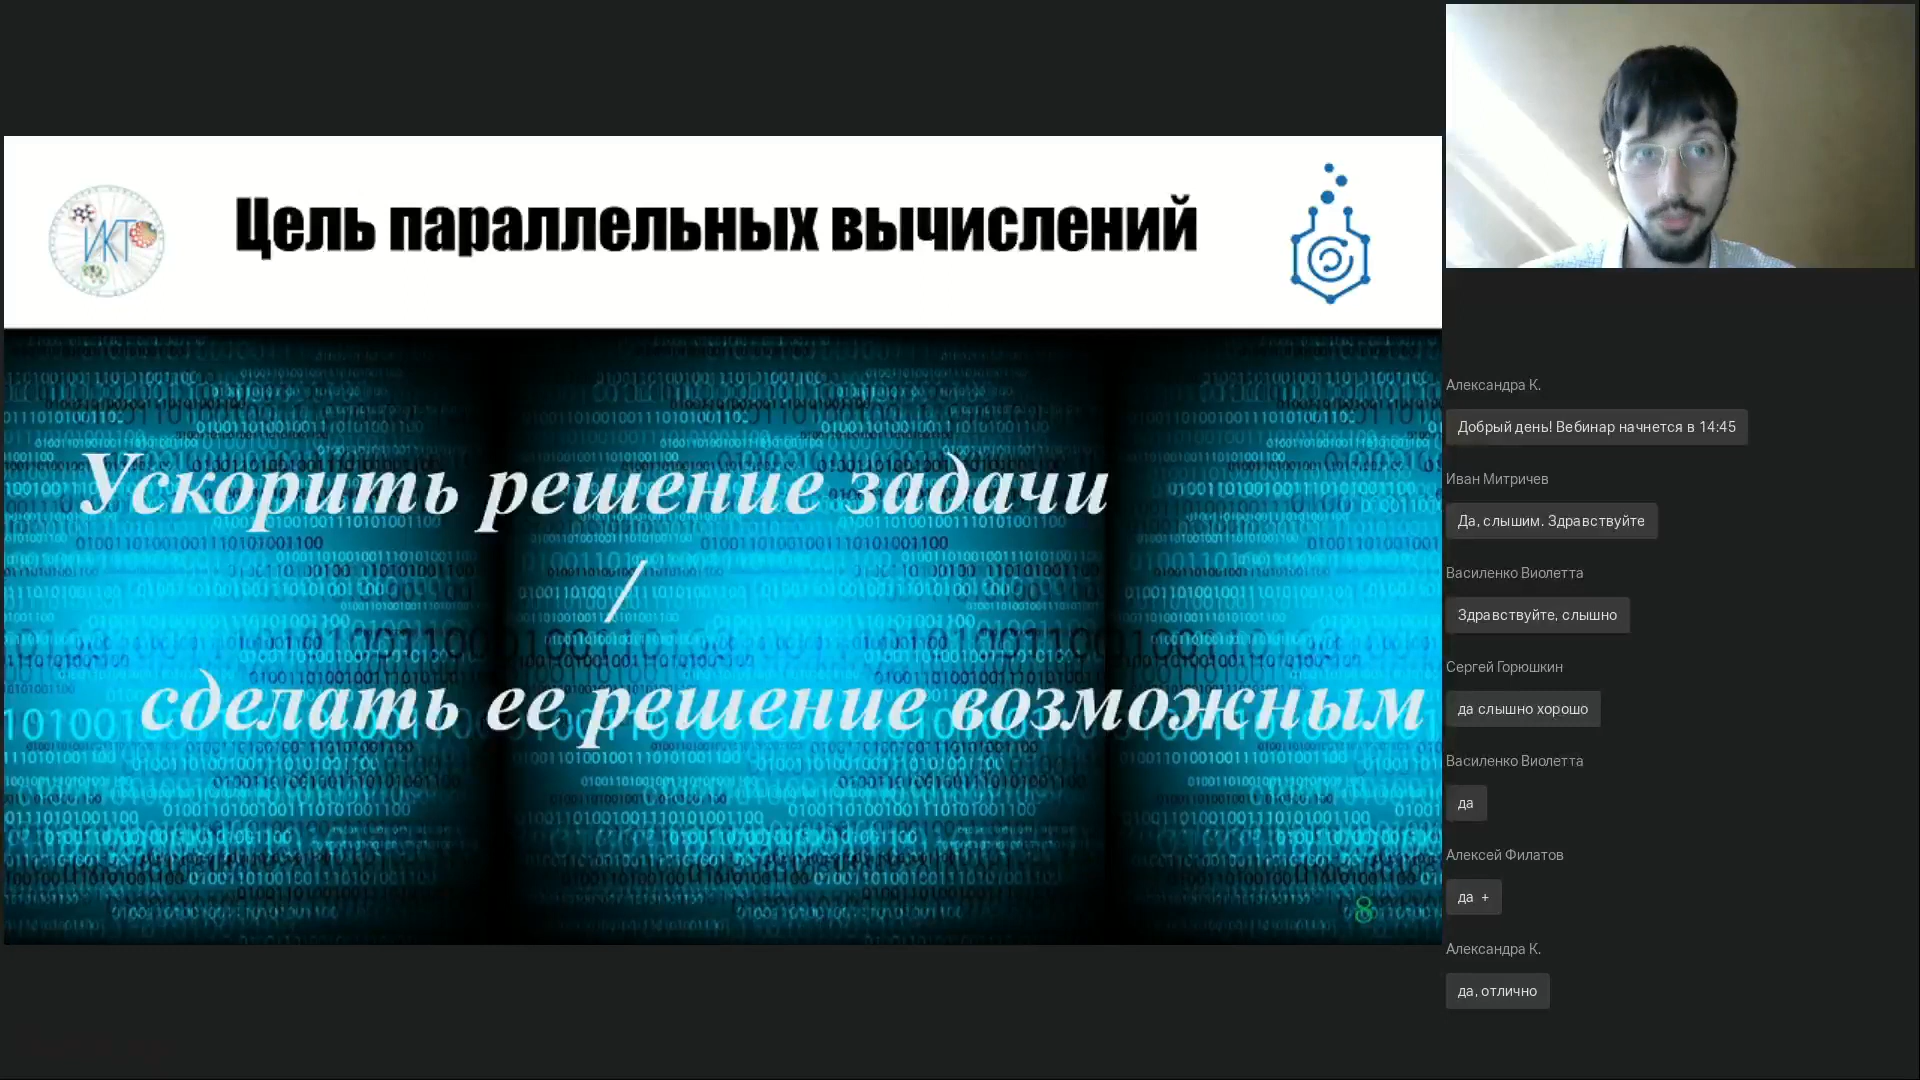 ИКТ
Цель параллельных вычислений
Ускорить решение задачи
/
сделать ее решение возможным
8
Александра К.
Добрый день! Вебинар начнется в 14:45
Иван Митричев
Да, слышим. Здравствуйте
Василенко Виолетта
Здравствуйте, слышно
Сергей Горюшкин
да слышно хорошо
Василенко Виолетта
да
Алексей Филатов
да +
Александра К.
да, отлично